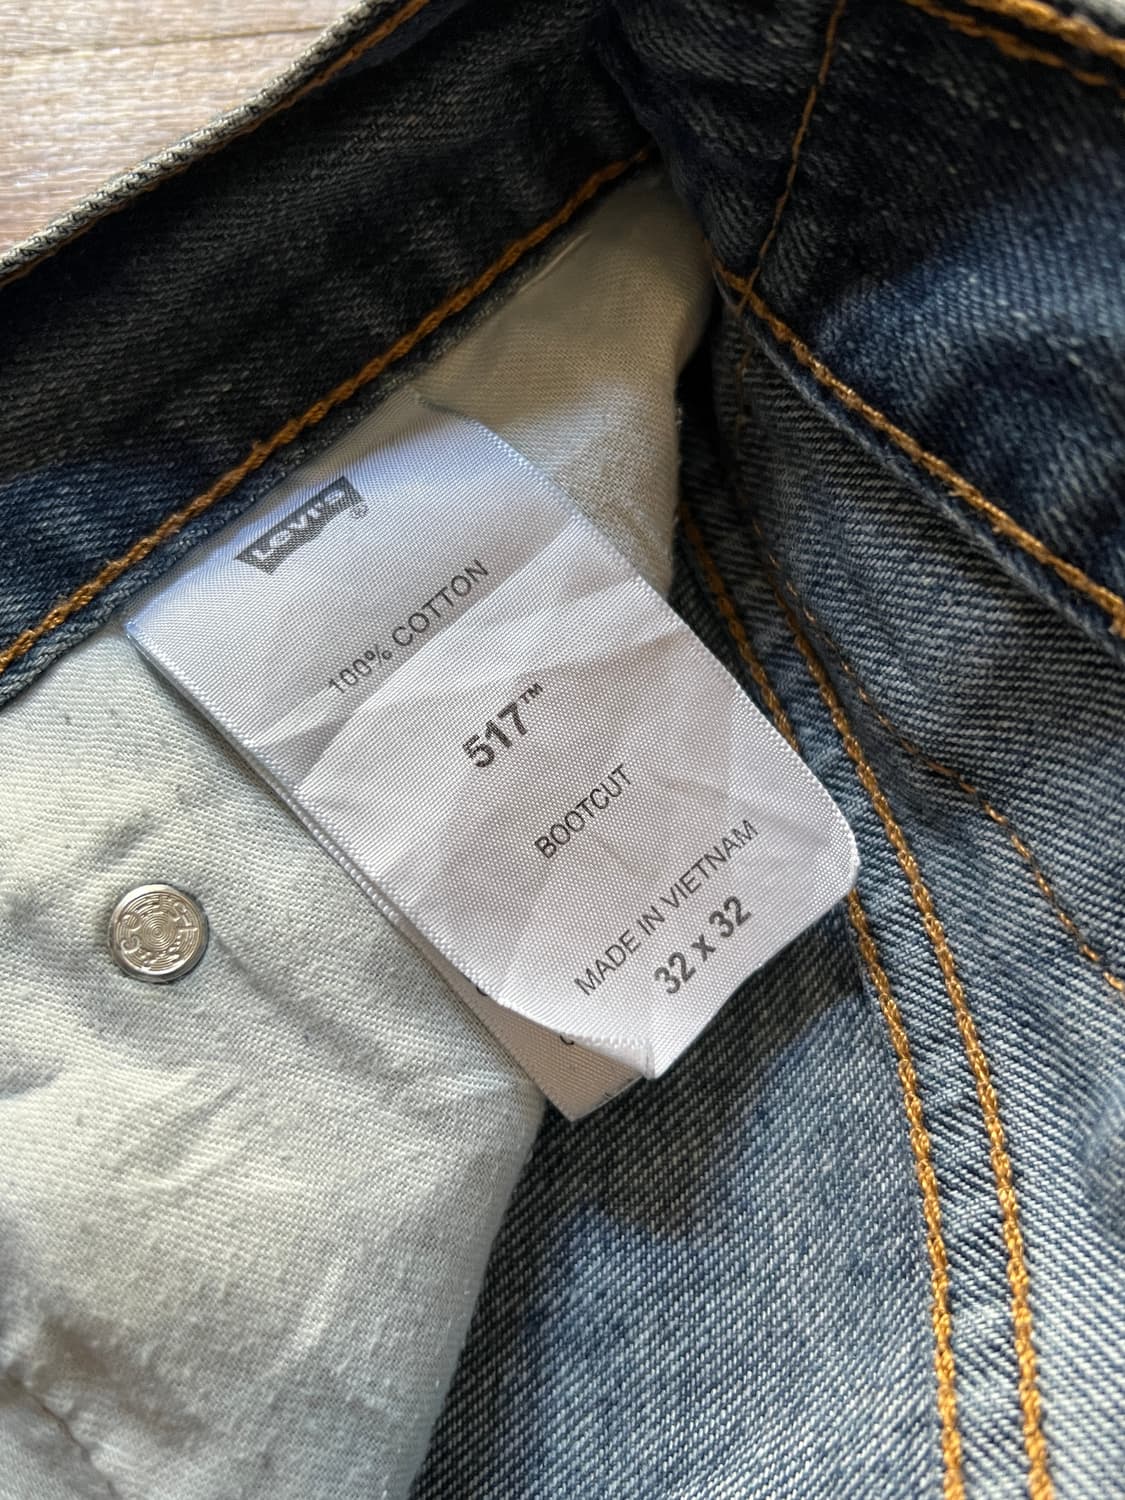 Levi's®
100% COTTON
517™
BOOTCUT
MADE IN VIETNAM
32 x 32